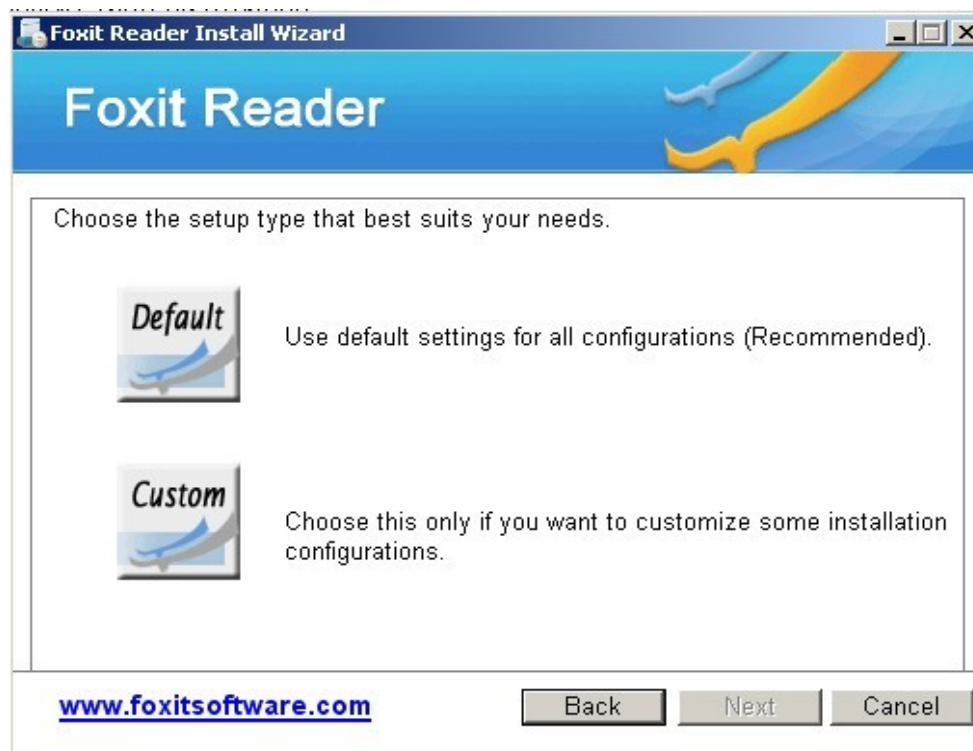 Foxit Reader Install Wizard
Foxit Reader
Choose the setup type that best suits your needs.
Default
Use default settings for all configurations (Recommended).
Custom
Choose this only if you want to customize some installation
configurations.
www.foxitsoftware.com
Back
Next
Cancel